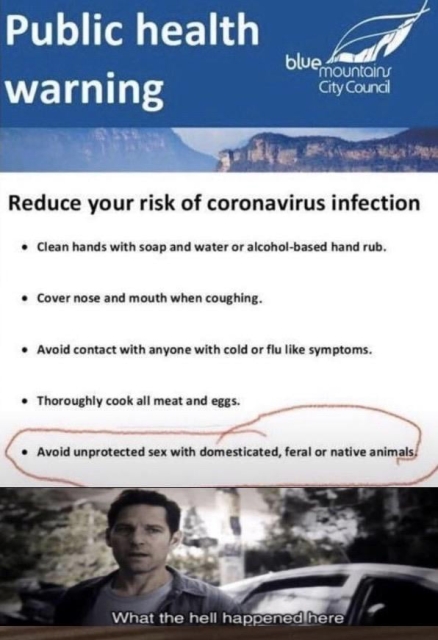 Public health
warning
blue
mountains
City Council
Reduce your risk of coronavirus infection
• Clean hands with soap and water or alcohol-based hand rub.
• Cover nose and mouth when coughing.
• Avoid contact with anyone with cold or flu like symptoms.
• Thoroughly cook all meat and eggs.
• Avoid unprotected sex with domesticated, feral or native animals.
What the hell happened here